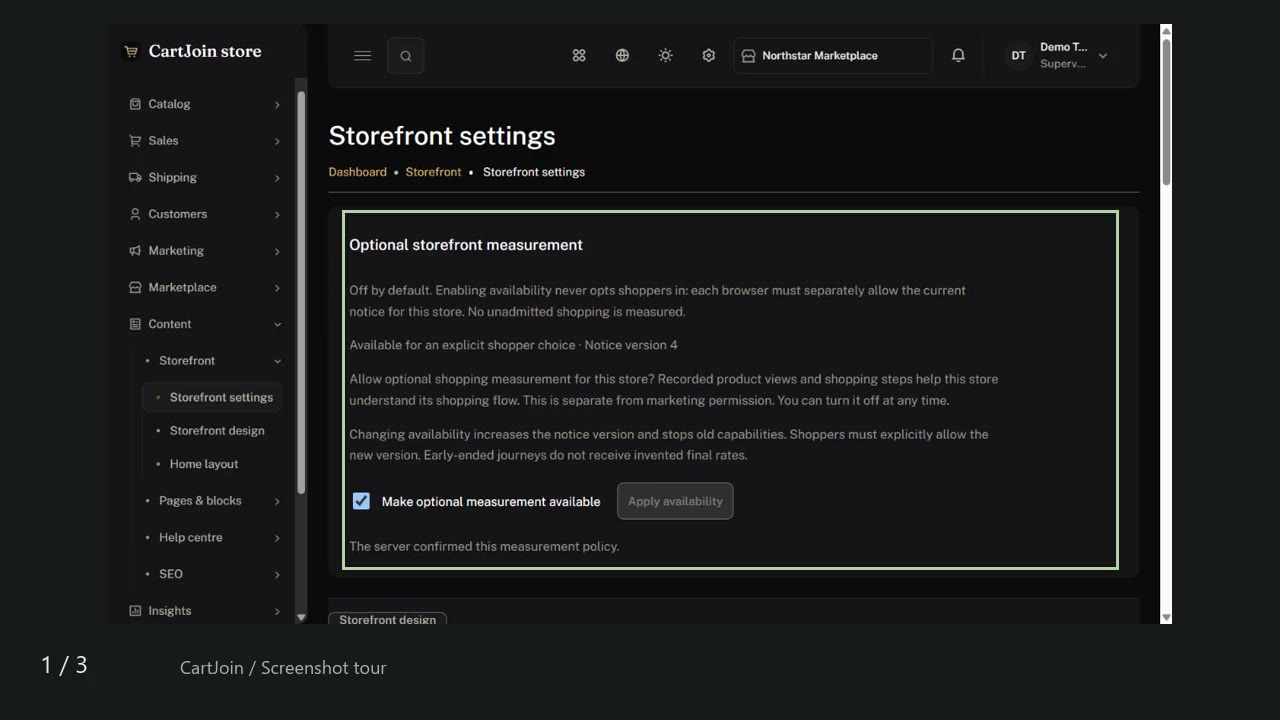 CartJoin store
Northstar Marketplace
DT
Demo T...
Superv...
Catalog
Sales
Shipping
Customers
Marketing
Marketplace
Content
Storefront
Storefront settings
Storefront design
Home layout
Pages & blocks
Help centre
SEO
Insights
Storefront settings
Dashboard • Storefront • Storefront settings
Optional storefront measurement
Off by default. Enabling availability never opts shoppers in: each browser must separately allow the current
notice for this store. No unadmitted shopping is measured.
Available for an explicit shopper choice · Notice version 4
Allow optional shopping measurement for this store? Recorded product views and shopping steps help this store
understand its shopping flow. This is separate from marketing permission. You can turn it off at any time.
Changing availability increases the notice version and stops old capabilities. Shoppers must explicitly allow the
new version. Early-ended journeys do not receive invented final rates.
Make optional measurement available
Apply availability
The server confirmed this measurement policy.
Storefront design
1 / 3
CartJoin / Screenshot tour